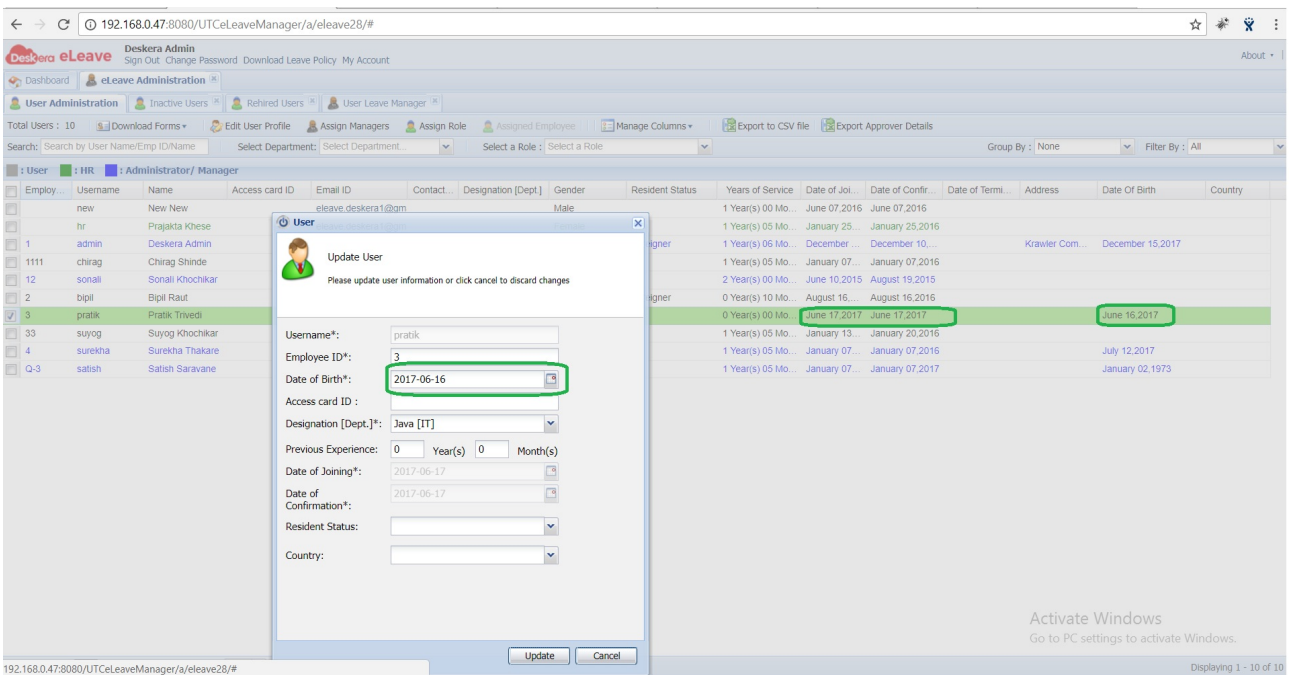 192.168.0.47:8080/UTCeLeaveManager/a/eleave28/#
Deskera eLeave
Deskera Admin
Sign Out Change Password Download Leave Policy My Account
About
Dashboard eLeave Administration
User Administration Inactive Users Rehired Users User Leave Manager
Total Users : 10 Download Forms Edit User Profile Assign Managers Assign Role Assigned Employee Manage Columns Export to CSV file Export Approver Details
Search: Search by User Name/Emp ID/Name Select Department: Select Department... Select a Role : Select a Role Group By : None Filter By : All
: User : HR : Administrator/ Manager
Employ... Username Name Access card ID Email ID Contact... Designation [Dept.] Gender Resident Status Years of Service Date of Joi... Date of Confir... Date of Termi... Address Date Of Birth Country
new New New eleave.deskera1@gm Male 1 Year(s) 00 Mo... June 07,2016 June 07,2016
hr Prajakta Khese 1 Year(s) 05 Mo... January 25... January 25,2016
1 admin Deskera Admin eigner 1 Year(s) 06 Mo... December ... December 10,... Krawler Com... December 15,2017
1111 chirag Chirag Shinde 1 Year(s) 05 Mo... January 07... January 07,2016
12 sonali Sonali Khochikar 2 Year(s) 00 Mo... June 10,2015 August 19,2015
2 bipil Bipil Raut eigner 0 Year(s) 10 Mo... August 16,... August 16,2016
3 pratik Pratik Trivedi 0 Year(s) 00 Mo... June 17,2017 June 17,2017 June 16,2017
33 suyog Suyog Khochikar 1 Year(s) 05 Mo... January 13... January 20,2016
4 surekha Surekha Thakare 1 Year(s) 05 Mo... January 07... January 07,2016 July 12,2017
Q-3 satish Satish Saravane 1 Year(s) 05 Mo... January 07... January 07,2017 January 02,1973
User
Update User
Please update user information or click cancel to discard changes
Username*: pratik
Employee ID*: 3
Date of Birth*: 2017-06-16
Access card ID :
Designation [Dept.]*: Java [IT]
Previous Experience: 0 Year(s) 0 Month(s)
Date of Joining*: 2017-06-17
Date of
Confirmation*: 2017-06-17
Resident Status:
Country:
Update Cancel
Activate Windows
Go to PC settings to activate Windows.
192.168.0.47:8080/UTCeLeaveManager/a/eleave28/#
Displaying 1 - 10 of 10